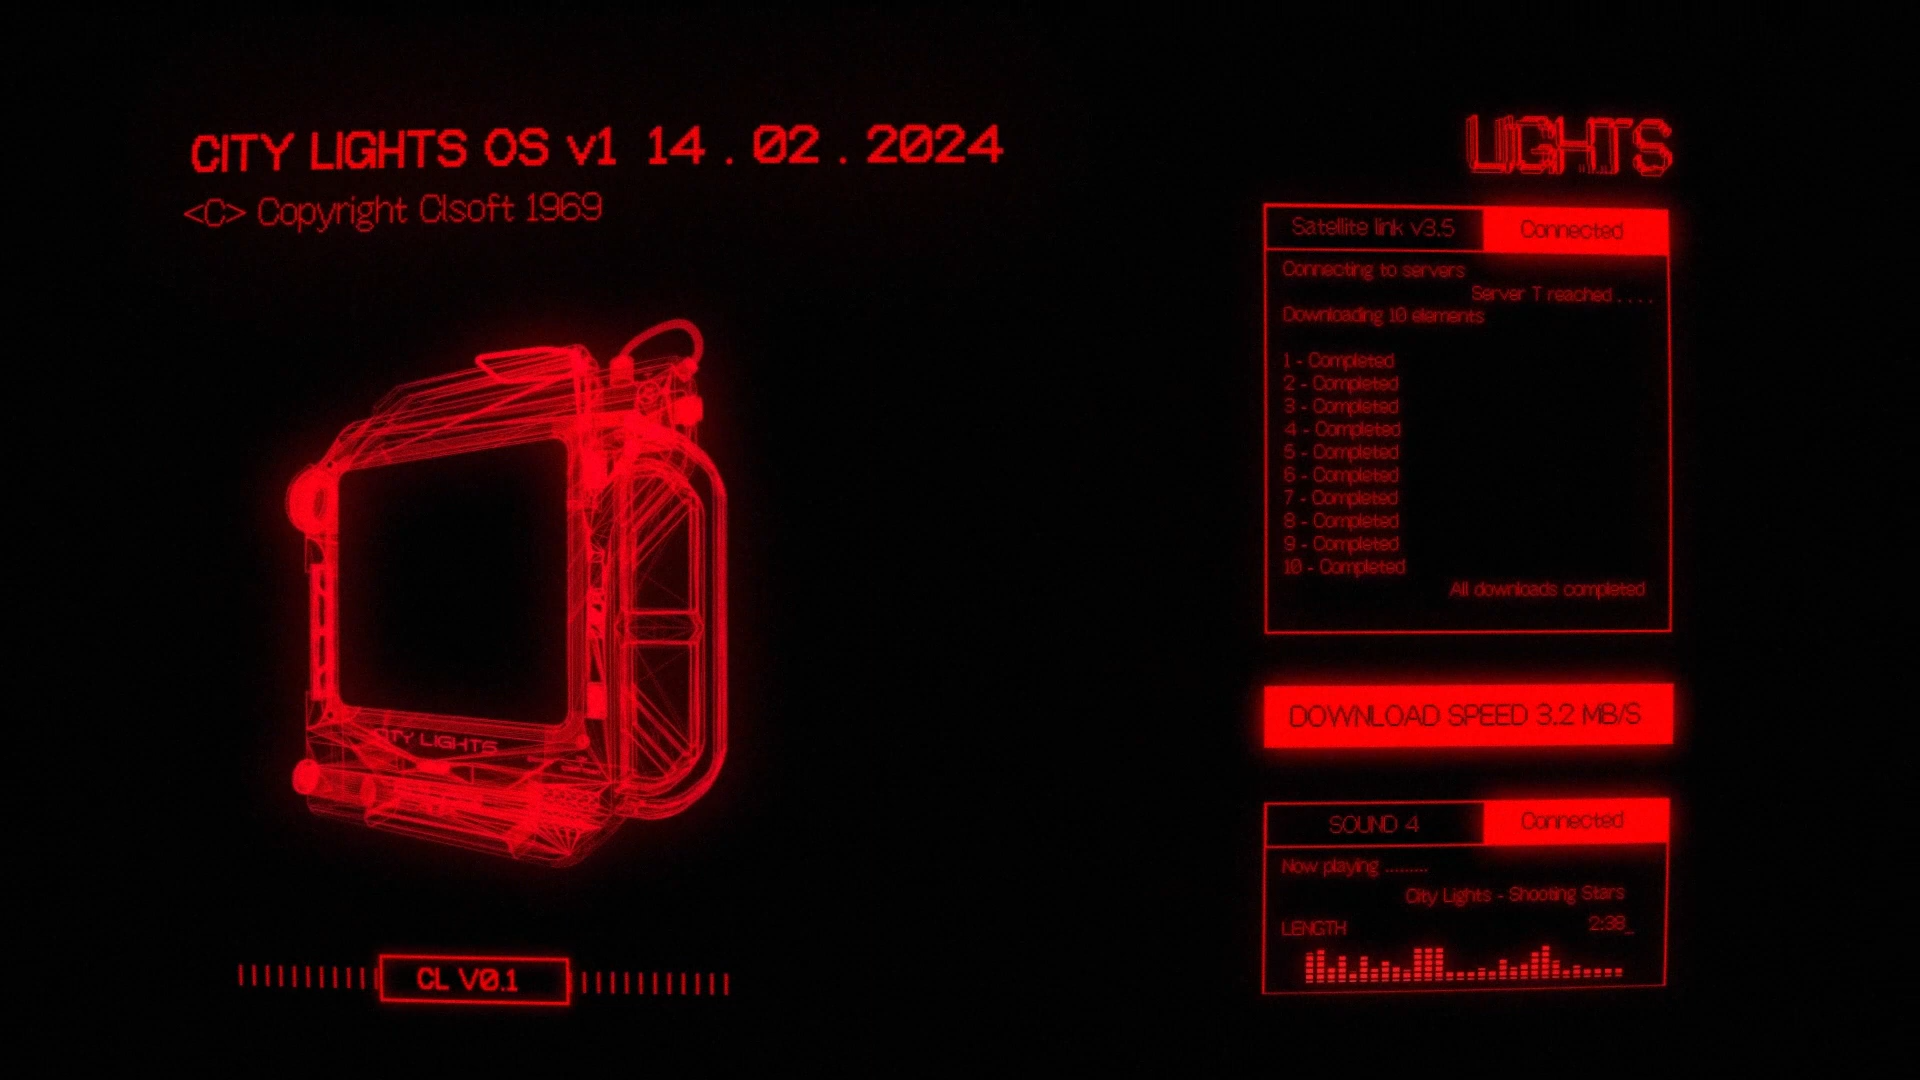 CITY LIGHTS OS v1 14 . 02 . 2024
<C> Copyright Clsoft 1969
CITY LIGHTS
CL V0.1
LIGHTS
Satellite link v3.5 Connected
Connecting to servers
Server T reached . . . .
Downloading 10 elements
1 - Completed
2 - Completed
3 - Completed
4 - Completed
5 - Completed
6 - Completed
7 - Completed
8 - Completed
9 - Completed
10 - Completed
All downloads completed
DOWNLOAD SPEED 3.2 MB/S
SOUND 4 Connected
Now playing .........
City Lights - Shooting Stars
LENGTH 2:38_